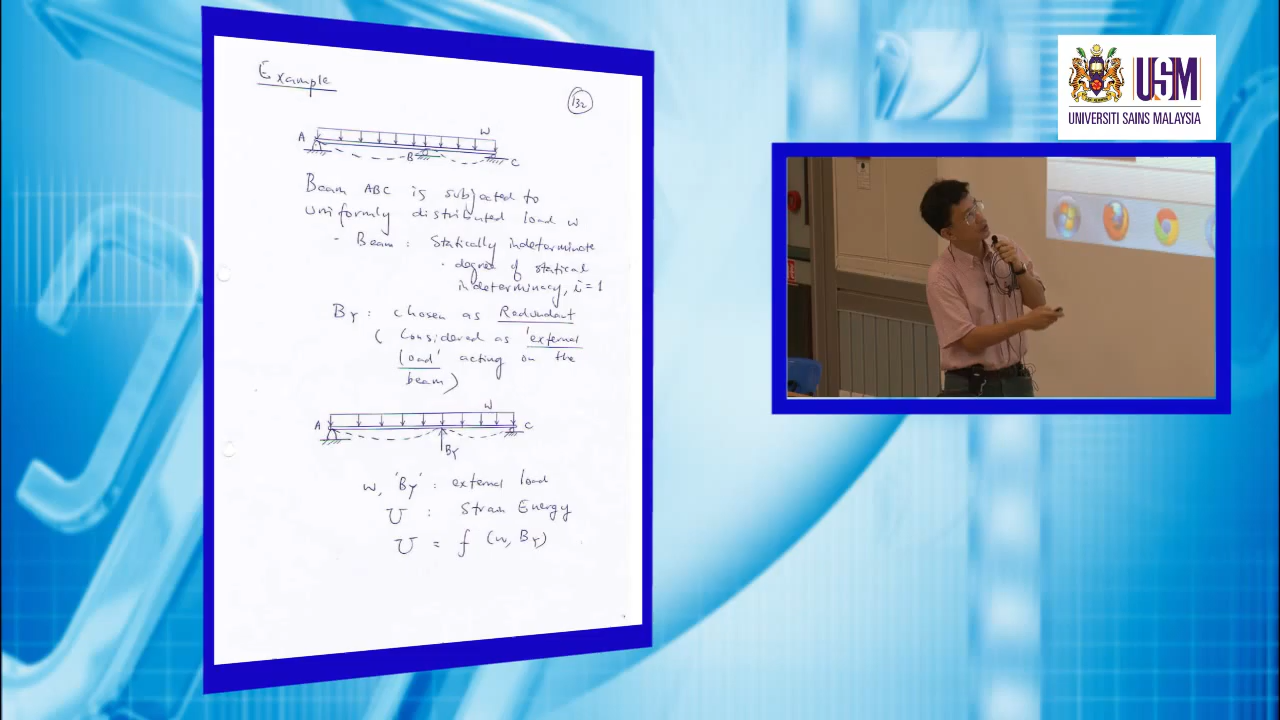 Example
132
w
A
B
C
Beam ABC is subjected to
uniformly distributed load w
- Beam : Statically indeterminate
· degree of statical
indeterminacy, i = 1
By : chosen as Redundant
( Considered as 'external
load' acting on the
beam )
w
A
C
By
w, 'By' : external load
U : Strain Energy
U = f (w, By)
USM
UNIVERSITI SAINS MALAYSIA